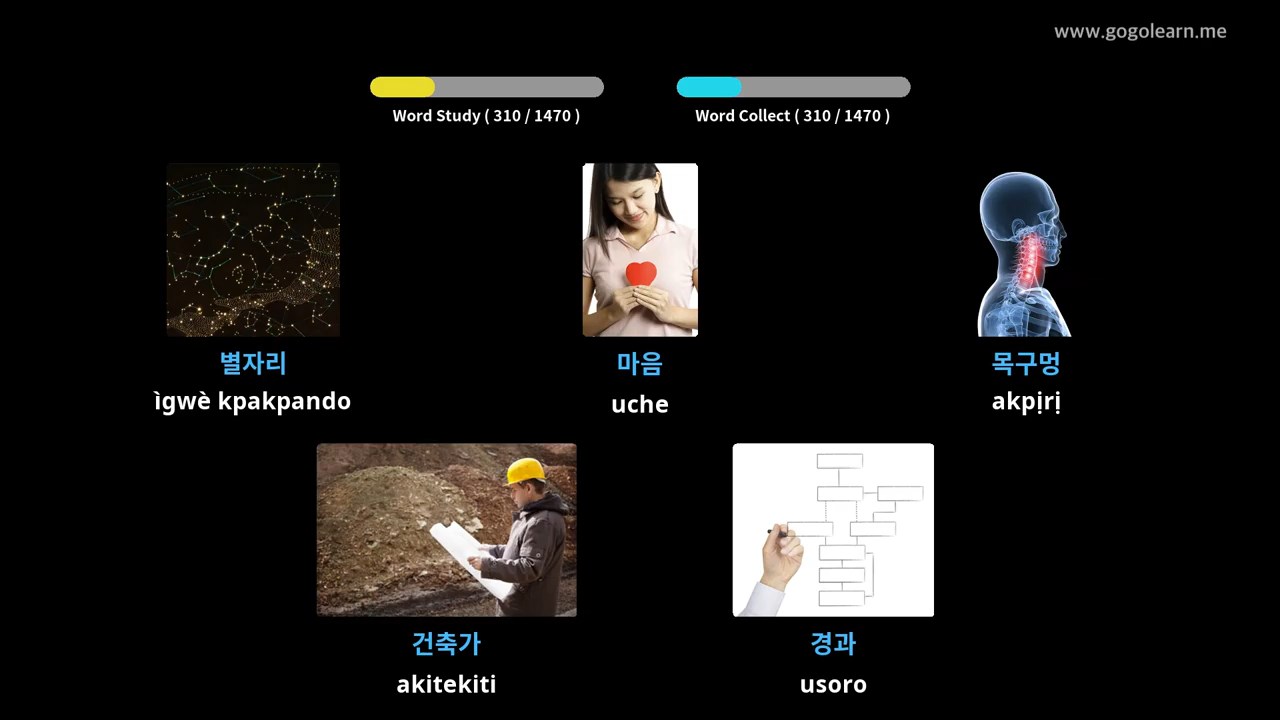 www.gogolearn.me
Word Study ( 310 / 1470 )
Word Collect ( 310 / 1470 )
별자리
ìgwè kpakpando
마음
uche
목구멍
akpịrị
건축가
akitekiti
경과
usoro